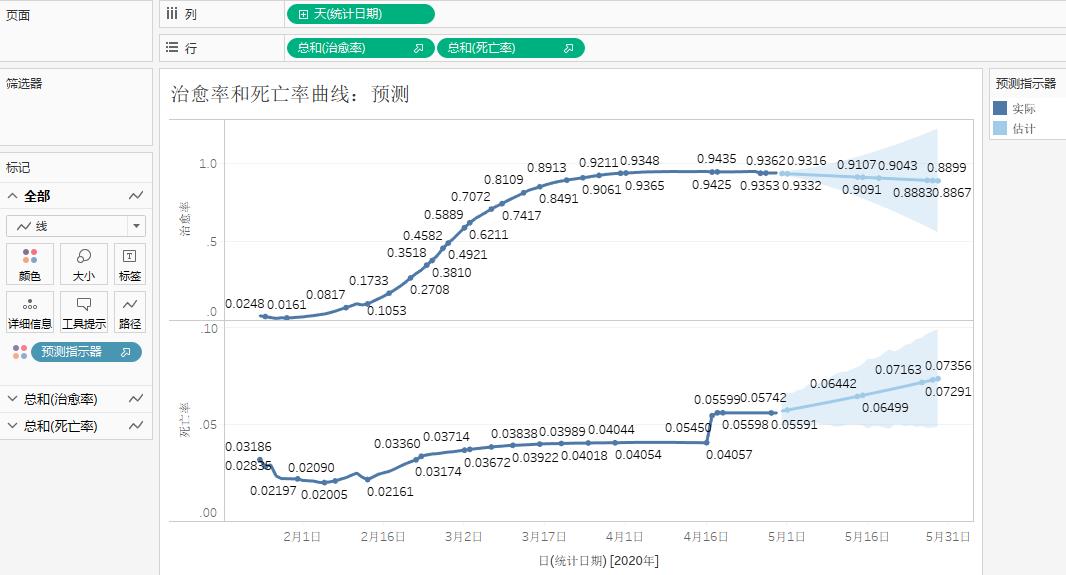 页面
列
天(统计日期)
行
总和(治愈率)
总和(死亡率)
筛选器
标记
全部
线
颜色
大小
标签
详细信息
工具提示
路径
预测指示器
总和(治愈率)
总和(死亡率)
治愈率和死亡率曲线：预测
治愈率
1.0
.5
.0
0.0248
0.0161
0.0817
0.1053
0.1733
0.2708
0.3518
0.3810
0.4582
0.4921
0.5889
0.6211
0.7072
0.7417
0.8109
0.8491
0.8913
0.9061
0.9211
0.9348
0.9365
0.9435
0.9425
0.9362
0.9353
0.9316
0.9332
0.9107
0.9091
0.9043
0.8883
0.8899
0.8867
死亡率
.10
.05
.00
0.03186
0.02835
0.02197
0.02090
0.02005
0.02161
0.03360
0.03174
0.03714
0.03672
0.03838
0.03922
0.03989
0.04018
0.04044
0.04054
0.05450
0.04057
0.05599
0.05598
0.05742
0.05591
0.06442
0.06499
0.07163
0.07356
0.07291
2月1日
2月16日
3月2日
3月17日
4月1日
4月16日
5月1日
5月16日
5月31日
日(统计日期) [2020年]
预测指示器
实际
估计